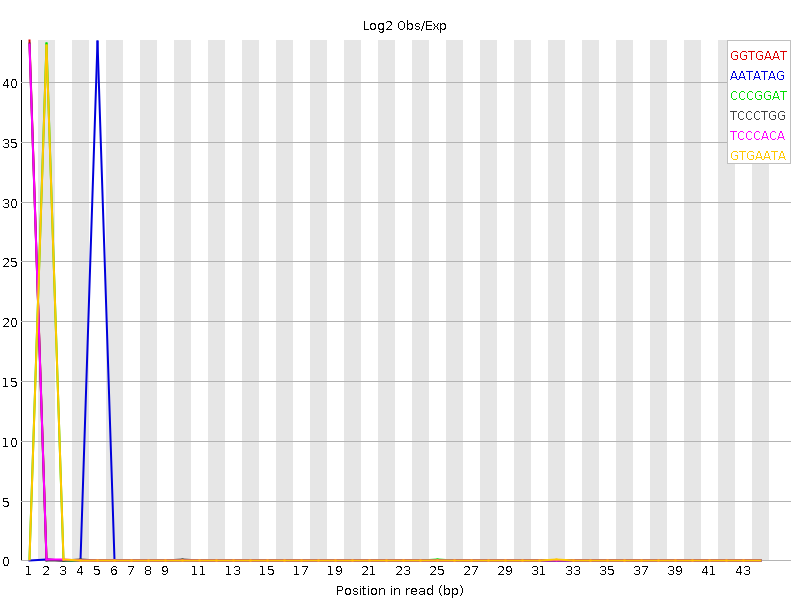 Log2 Obs/Exp
GGTGAAT
AATATAG
CCCGGAT
TCCCTGG
TCCCACA
GTGAATA
40
35
30
25
20
15
10
5
0
1 2 3 4 5 6 7 8 9 11 13 15 17 19 21 23 25 27 29 31 33 35 37 39 41 43
Position in read (bp)